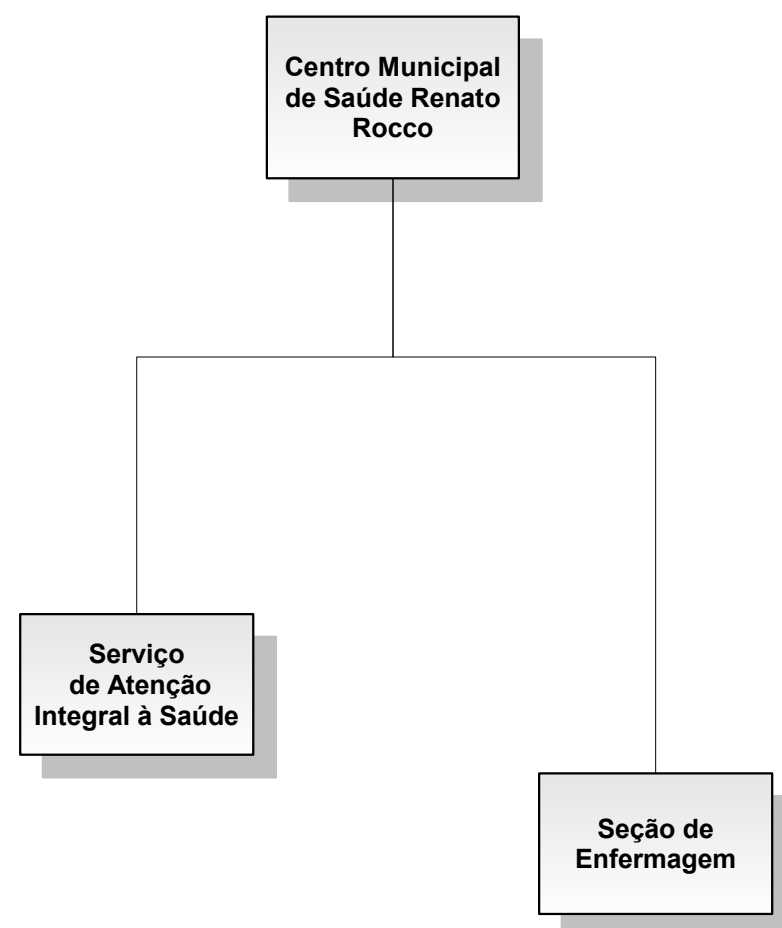 Centro Municipal
de Saúde Renato
Rocco
Serviço
de Atenção
Integral à Saúde
Seção de
Enfermagem